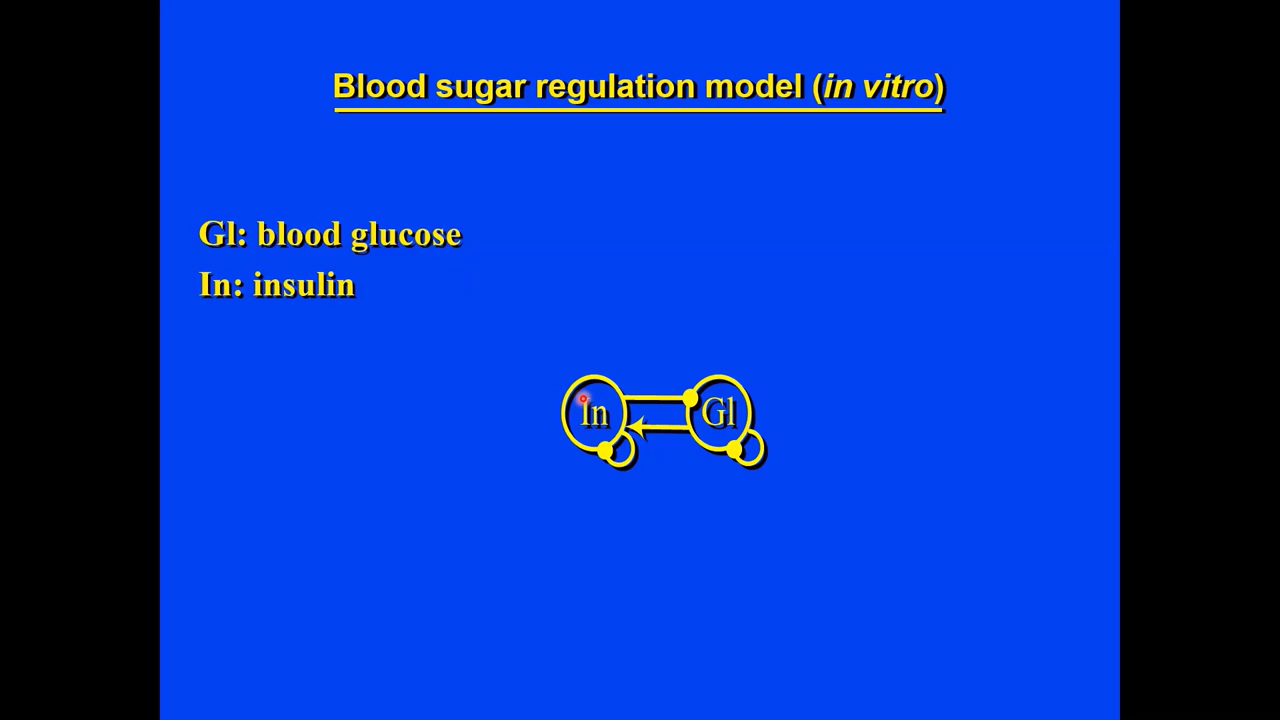 Blood sugar regulation model (in vitro)
Gl: blood glucose
In: insulin
In
Gl